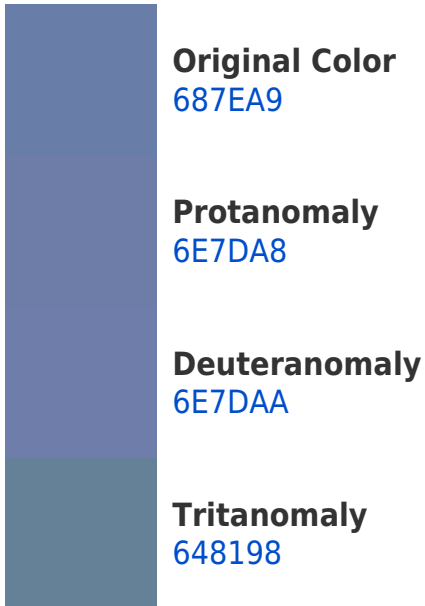 Original Color
687EA9
Protanomaly
6E7DA8
Deuteranomaly
6E7DAA
Tritanomaly
648198